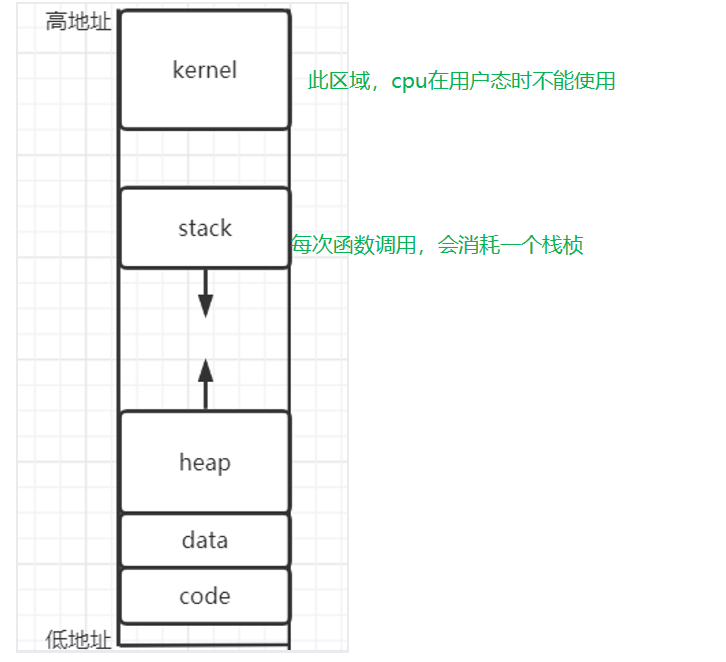 高地址
kernel
此区域，cpu在用户态时不能使用
stack
每次函数调用，会消耗一个栈桢
heap
data
code
低地址